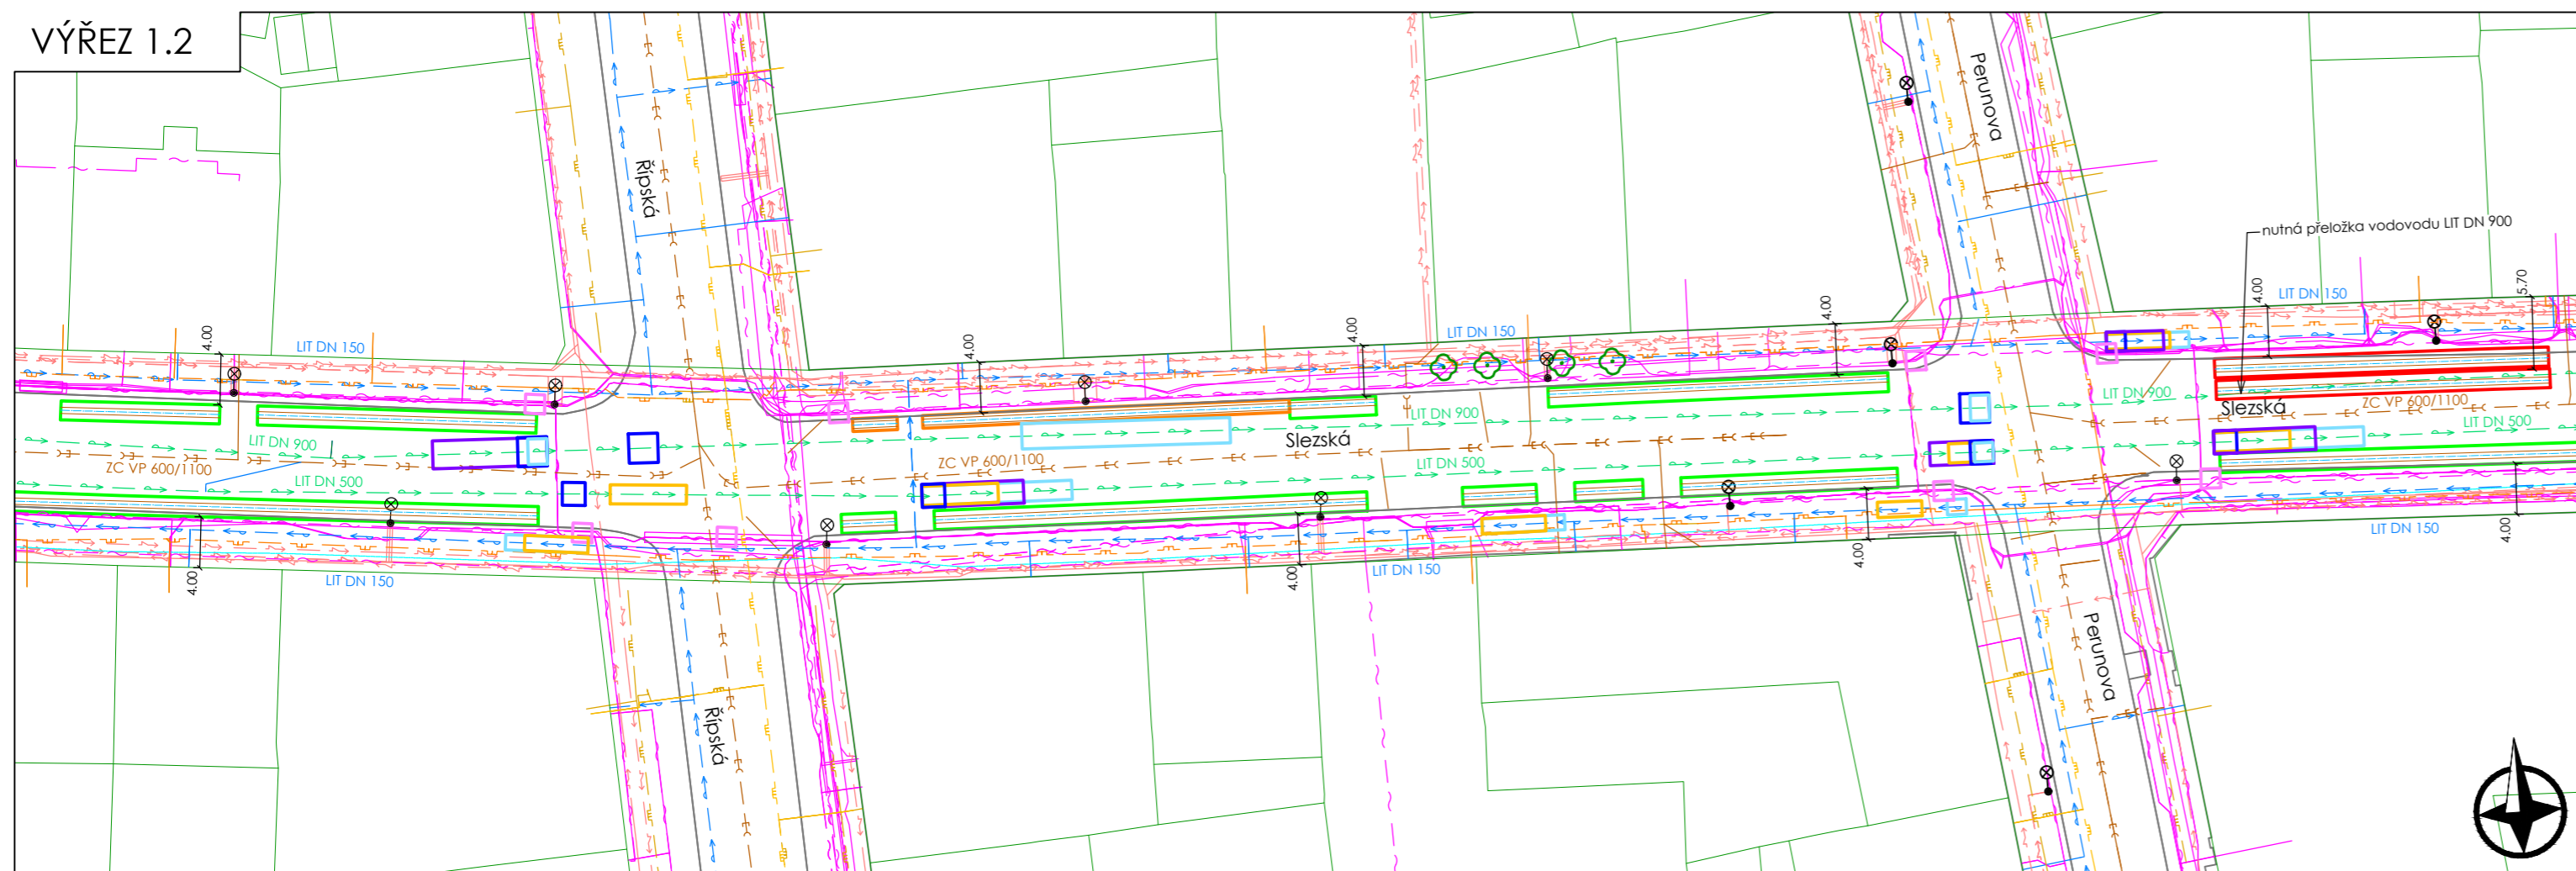 VÝŘEZ 1.2
Perunova
Řípská
nutná přeložka vodovodu LIT DN 900
5.70
4.00
LIT DN 150
4.00
4.00
LIT DN 150
4.00
4.00
LIT DN 150
LIT DN 900
ZC VP 600/1100
Slezská
LIT DN 900
LIT DN 500
Slezská
LIT DN 900
ZC VP 600/1100
LIT DN 500
ZC VP 600/1100
LIT DN 500
4.00
LIT DN 150
4.00
LIT DN 150
4.00
4.00
LIT DN 150
Perunova
Řípská